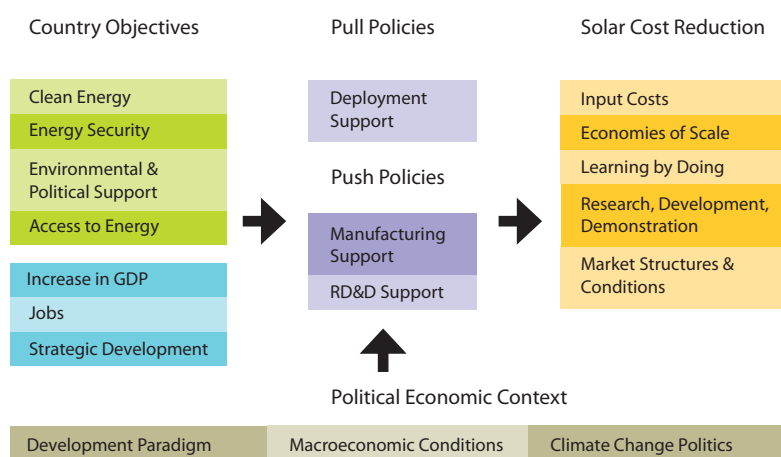 Country Objectives
Clean Energy
Energy Security
Environmental &
Political Support
Access to Energy
Increase in GDP
Jobs
Strategic Development
Pull Policies
Deployment
Support
Push Policies
Manufacturing
Support
RD&D Support
Solar Cost Reduction
Input Costs
Economies of Scale
Learning by Doing
Research, Development,
Demonstration
Market Structures &
Conditions
Political Economic Context
Development Paradigm
Macroeconomic Conditions
Climate Change Politics